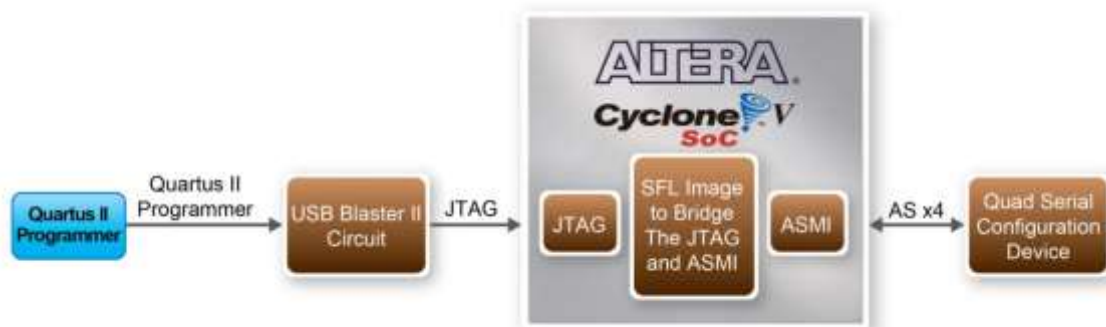 Quartus II
Programmer
Quartus II
Programmer
USB Blaster II
Circuit
JTAG
ALTERA®
Cyclone® V
SoC
JTAG
SFL Image
to Bridge
The JTAG
and ASMI
ASMI
AS x4
Quad Serial
Configuration
Device